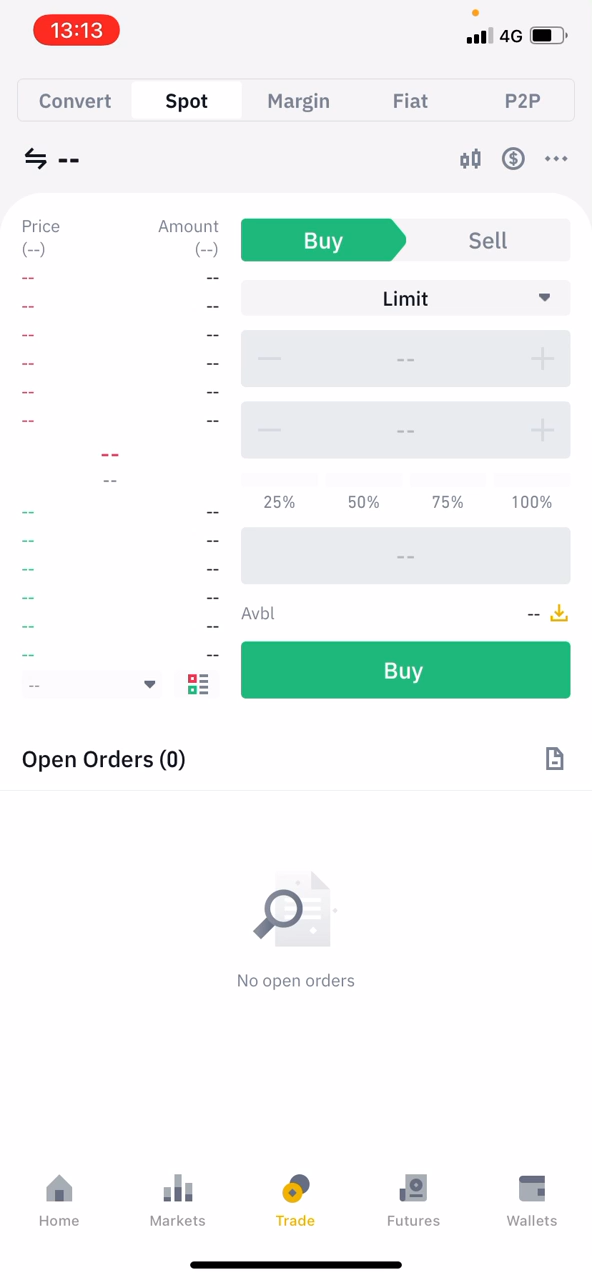 13:13
4G
Convert Spot Margin Fiat P2P
--
Price Amount
(--) (--)
-- --
-- --
-- --
-- --
-- --
-- --
--
--
-- --
-- --
-- --
-- --
-- --
-- --
--
Buy Sell
Limit
--
--
25% 50% 75% 100%
--
Avbl --
Buy
Open Orders (0)
No open orders
Home Markets Trade Futures Wallets